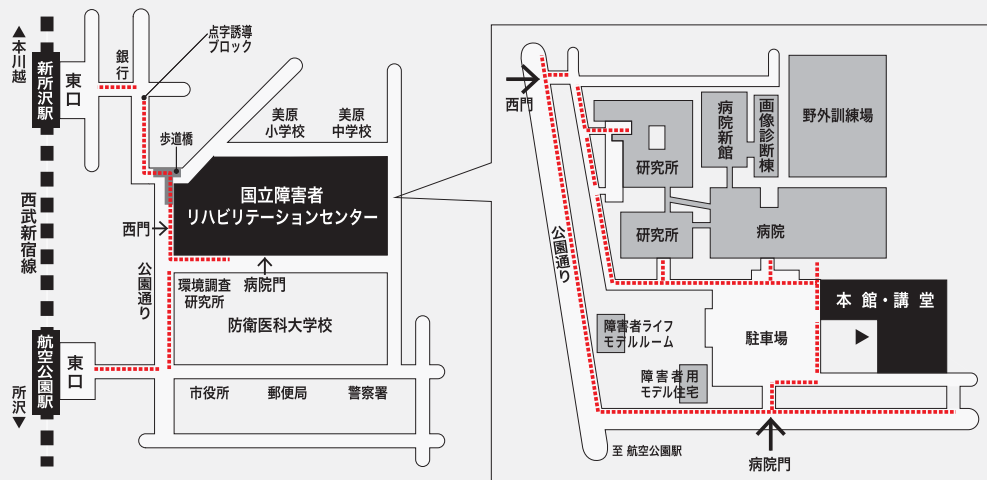 ▲本川越
新所沢駅
東口
銀行
点字誘導
ブロック
歩道橋
美原
小学校
美原
中学校
国立障害者
リハビリテーションセンター
西門
西武新宿線
公園通り
環境調査
研究所
病院門
防衛医科大学校
航空公園駅
東口
所沢▼
市役所
郵便局
警察署
西門
研究所
病院新館
画像診断棟
野外訓練場
研究所
病院
公園通り
本館・講堂
障害者ライフ
モデルルーム
駐車場
障害者用
モデル住宅
至 航空公園駅
病院門